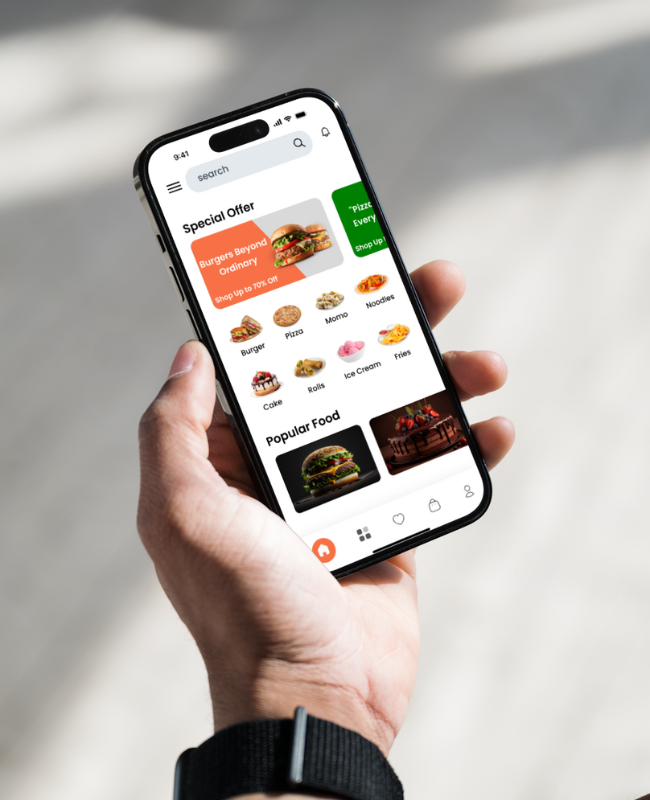 9:41
search
Special Offer
Burgers Beyond
Ordinary
Shop Up to 70% Off
"Pizza
Every
Shop Up
Burger
Pizza
Momo
Noodles
Cake
Rolls
Ice Cream
Fries
Popular Food